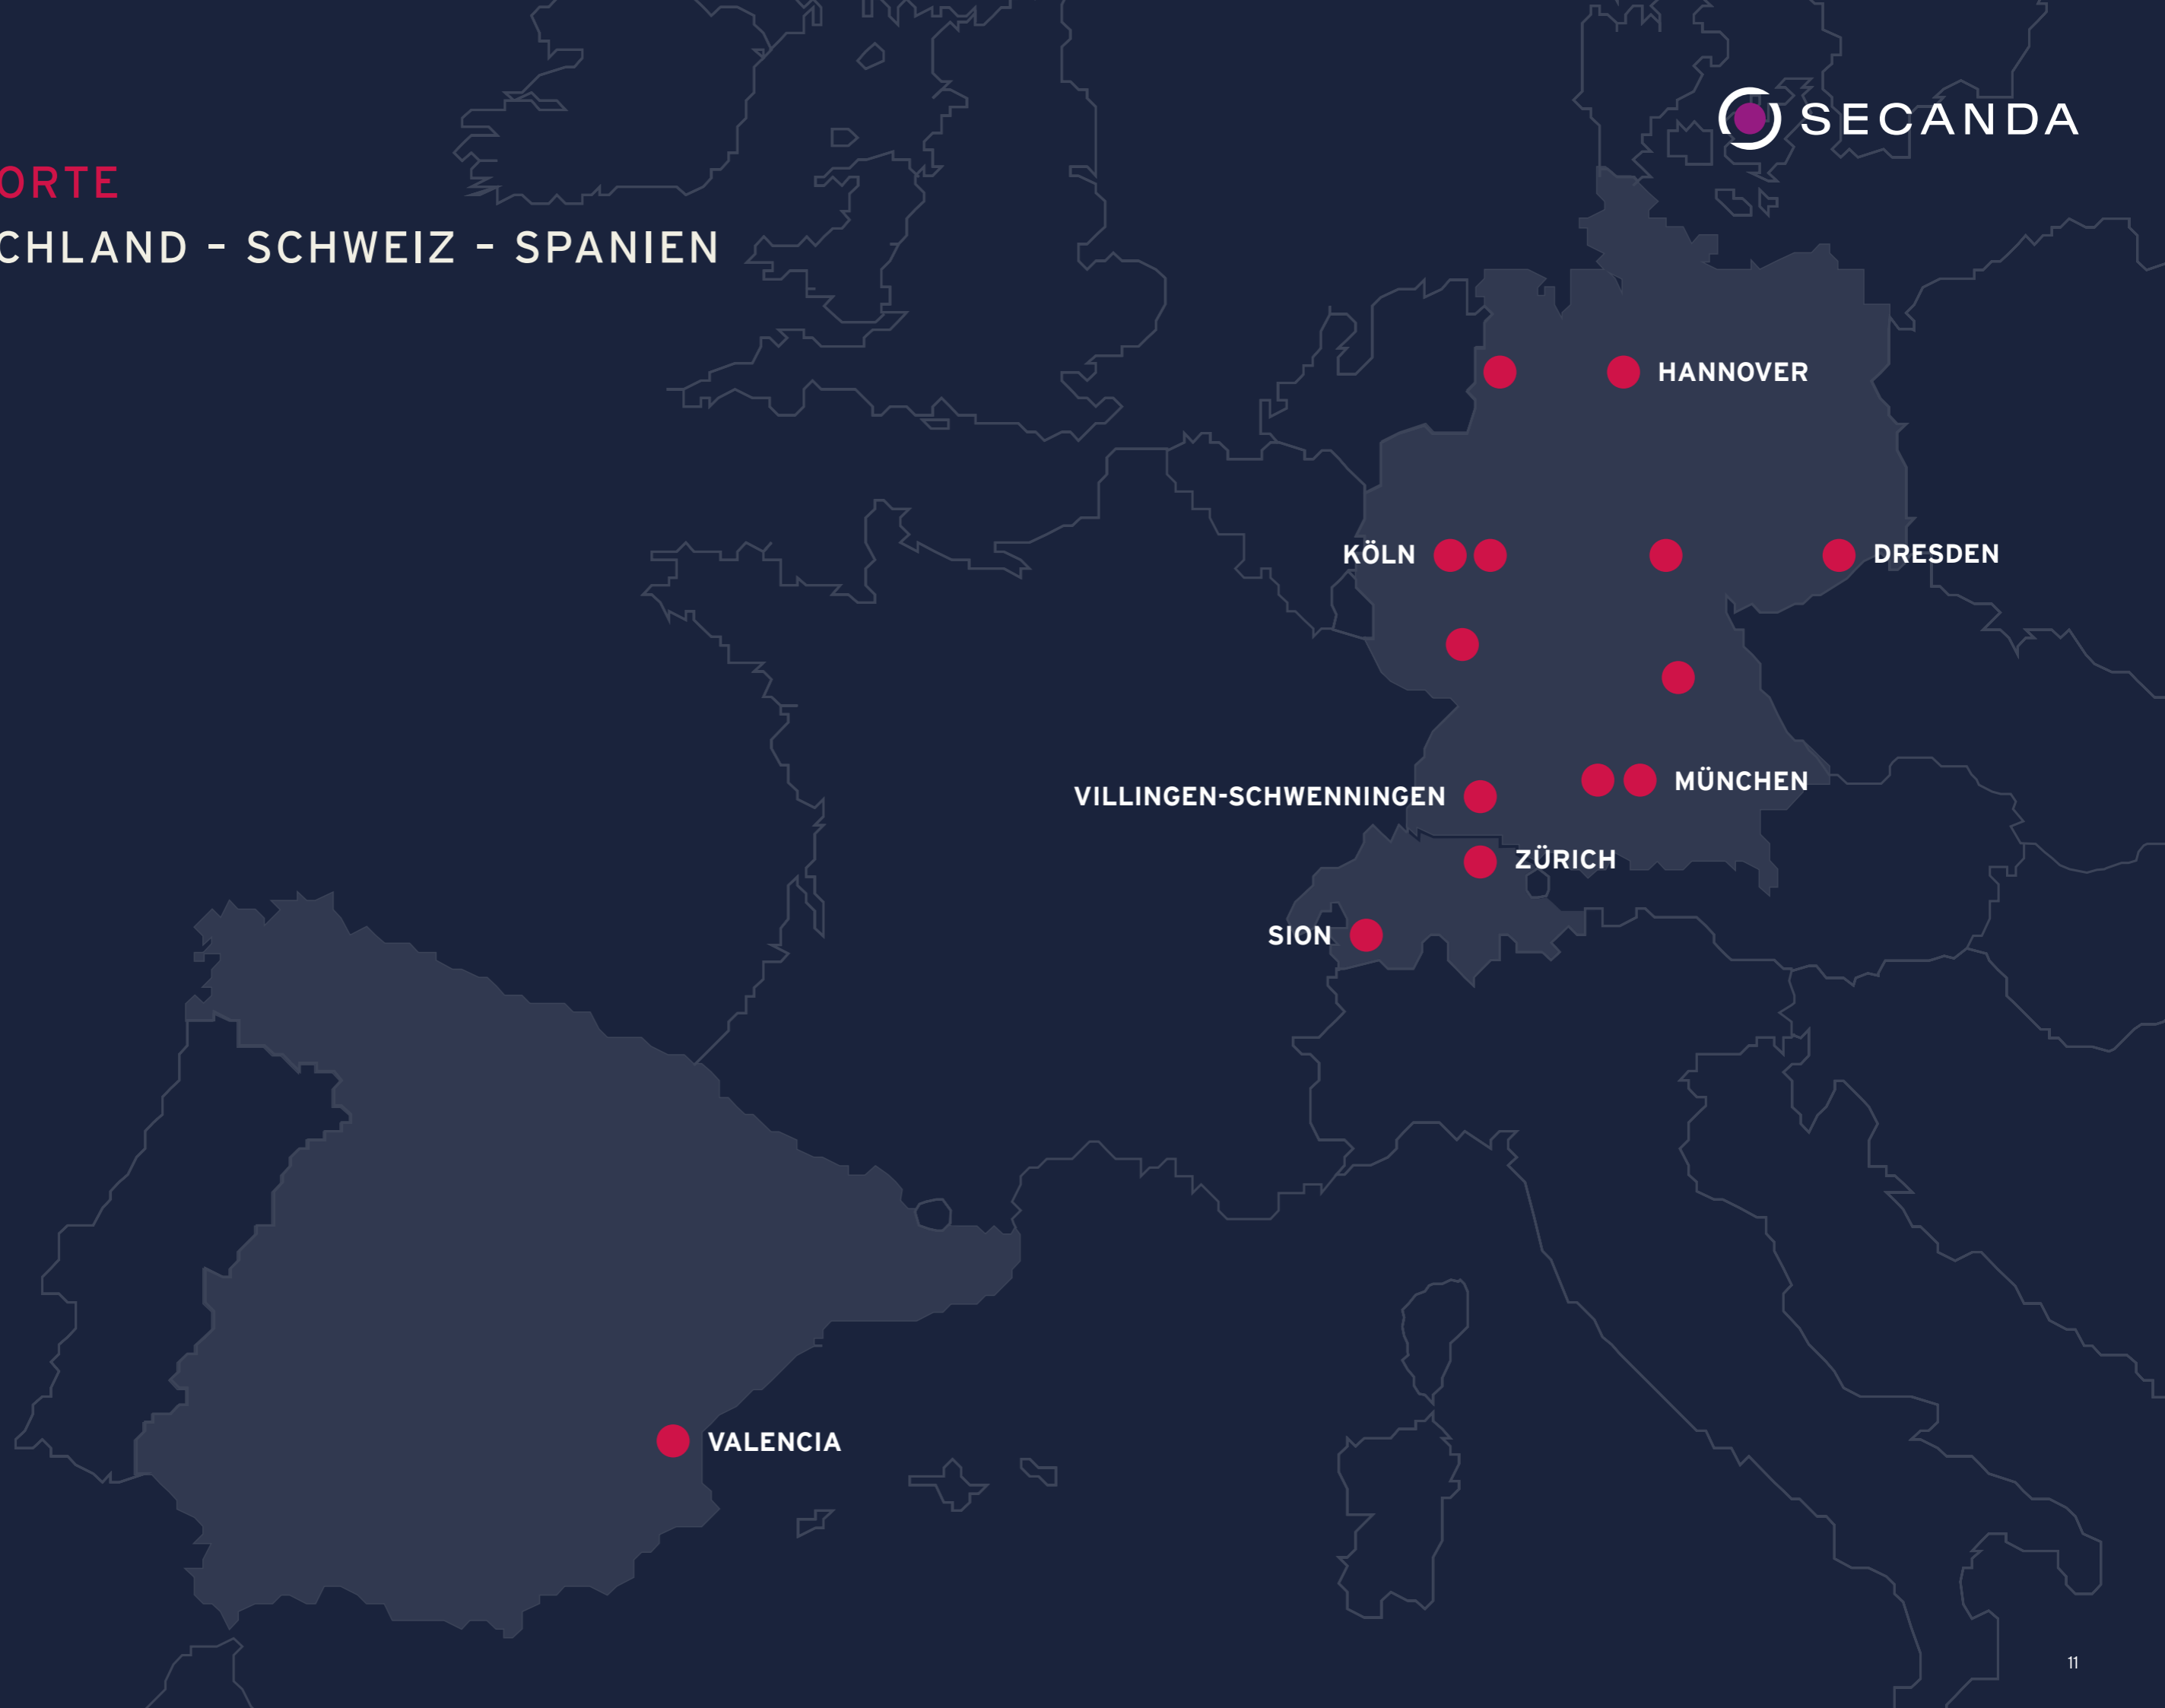 SECANDA
ORTE
CHLAND - SCHWEIZ - SPANIEN
HANNOVER
KÖLN
DRESDEN
MÜNCHEN
VILLINGEN-SCHWENNINGEN
ZÜRICH
SION
VALENCIA
11